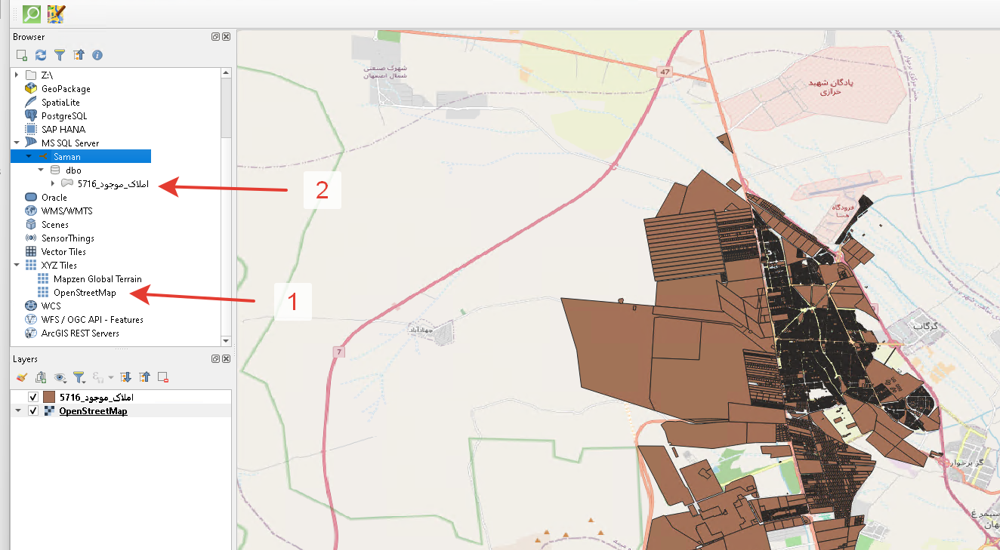 Browser
Z:\
GeoPackage
SpatiaLite
PostgreSQL
SAP HANA
MS SQL Server
Saman
dbo
املاک_موجود_5716
2
Oracle
WMS/WMTS
Scenes
SensorThings
Vector Tiles
XYZ Tiles
Mapzen Global Terrain
OpenStreetMap
1
WCS
WFS / OGC API - Features
ArcGIS REST Servers
Layers
املاک_موجود_5716
OpenStreetMap
شهرک صنعتی
شمال اصفهان
47
پادگان شهید
خرازی
فرودگاه
هسا
جهادآباد
7
گرگاب
گز برخوار